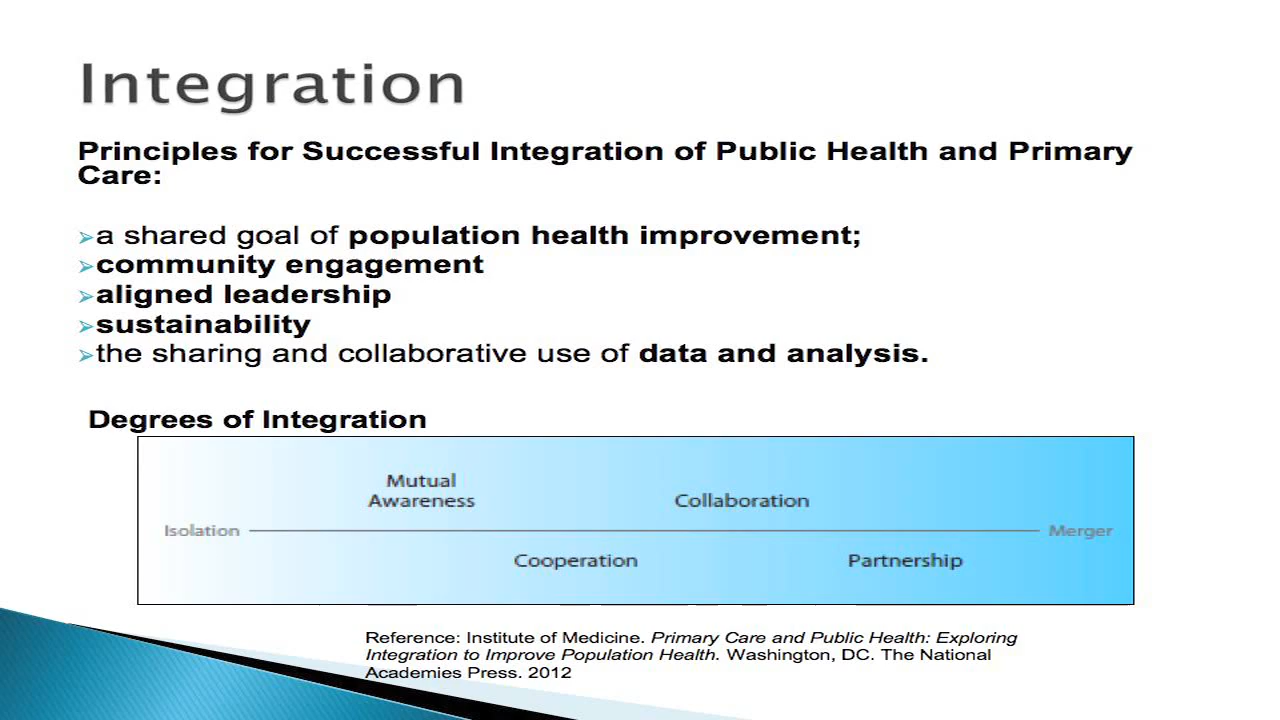 Integration
Principles for Successful Integration of Public Health and Primary
Care:
➢a shared goal of population health improvement;
➢community engagement
➢aligned leadership
➢sustainability
➢the sharing and collaborative use of data and analysis.
Degrees of Integration
Mutual
Awareness
Collaboration
Isolation
Merger
Cooperation
Partnership
Reference: Institute of Medicine. Primary Care and Public Health: Exploring
Integration to Improve Population Health. Washington, DC. The National
Academies Press. 2012